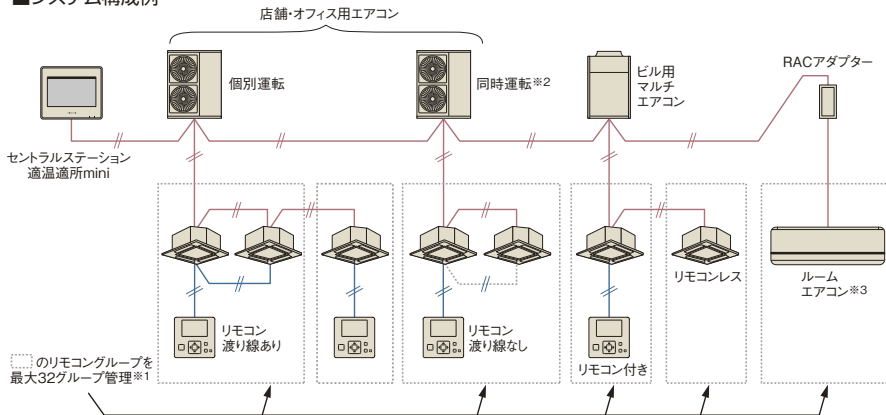 ■システム構成例
店舗・オフィス用エアコン
個別運転
同時運転※2
ビル用
マルチ
エアコン
RACアダプター
セントラルステーション
適温適所mini
リモコン
渡り線あり
リモコン
渡り線なし
リモコン付き
リモコンレス
ルーム
エアコン※3
のリモコングループを
最大32グループ管理※1